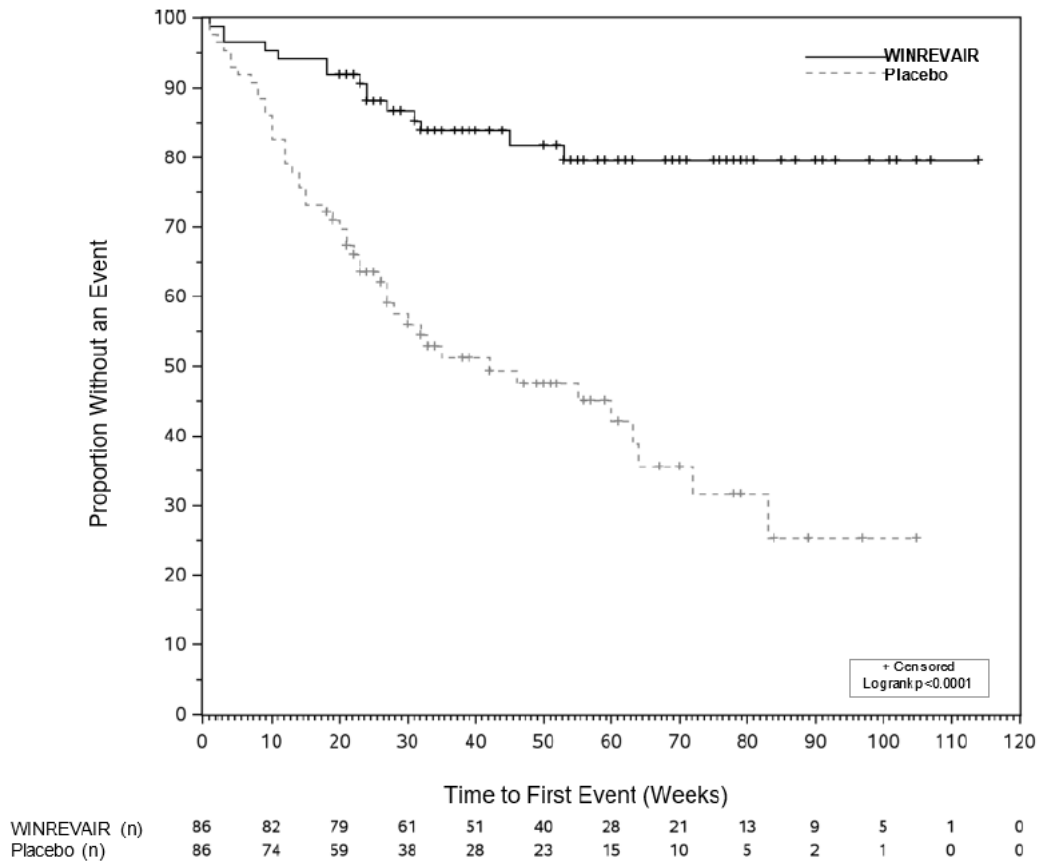 100
90
80
70
60
50
40
30
20
10
0
Proportion Without an Event
WINREVAIR
Placebo
+ Censored
Logrank p<0.0001
0 10 20 30 40 50 60 70 80 90 100 110 120
Time to First Event (Weeks)
WINREVAIR (n) 86 82 79 61 51 40 28 21 13 9 5 1 0
Placebo (n) 86 74 59 38 28 23 15 10 5 2 1 0 0